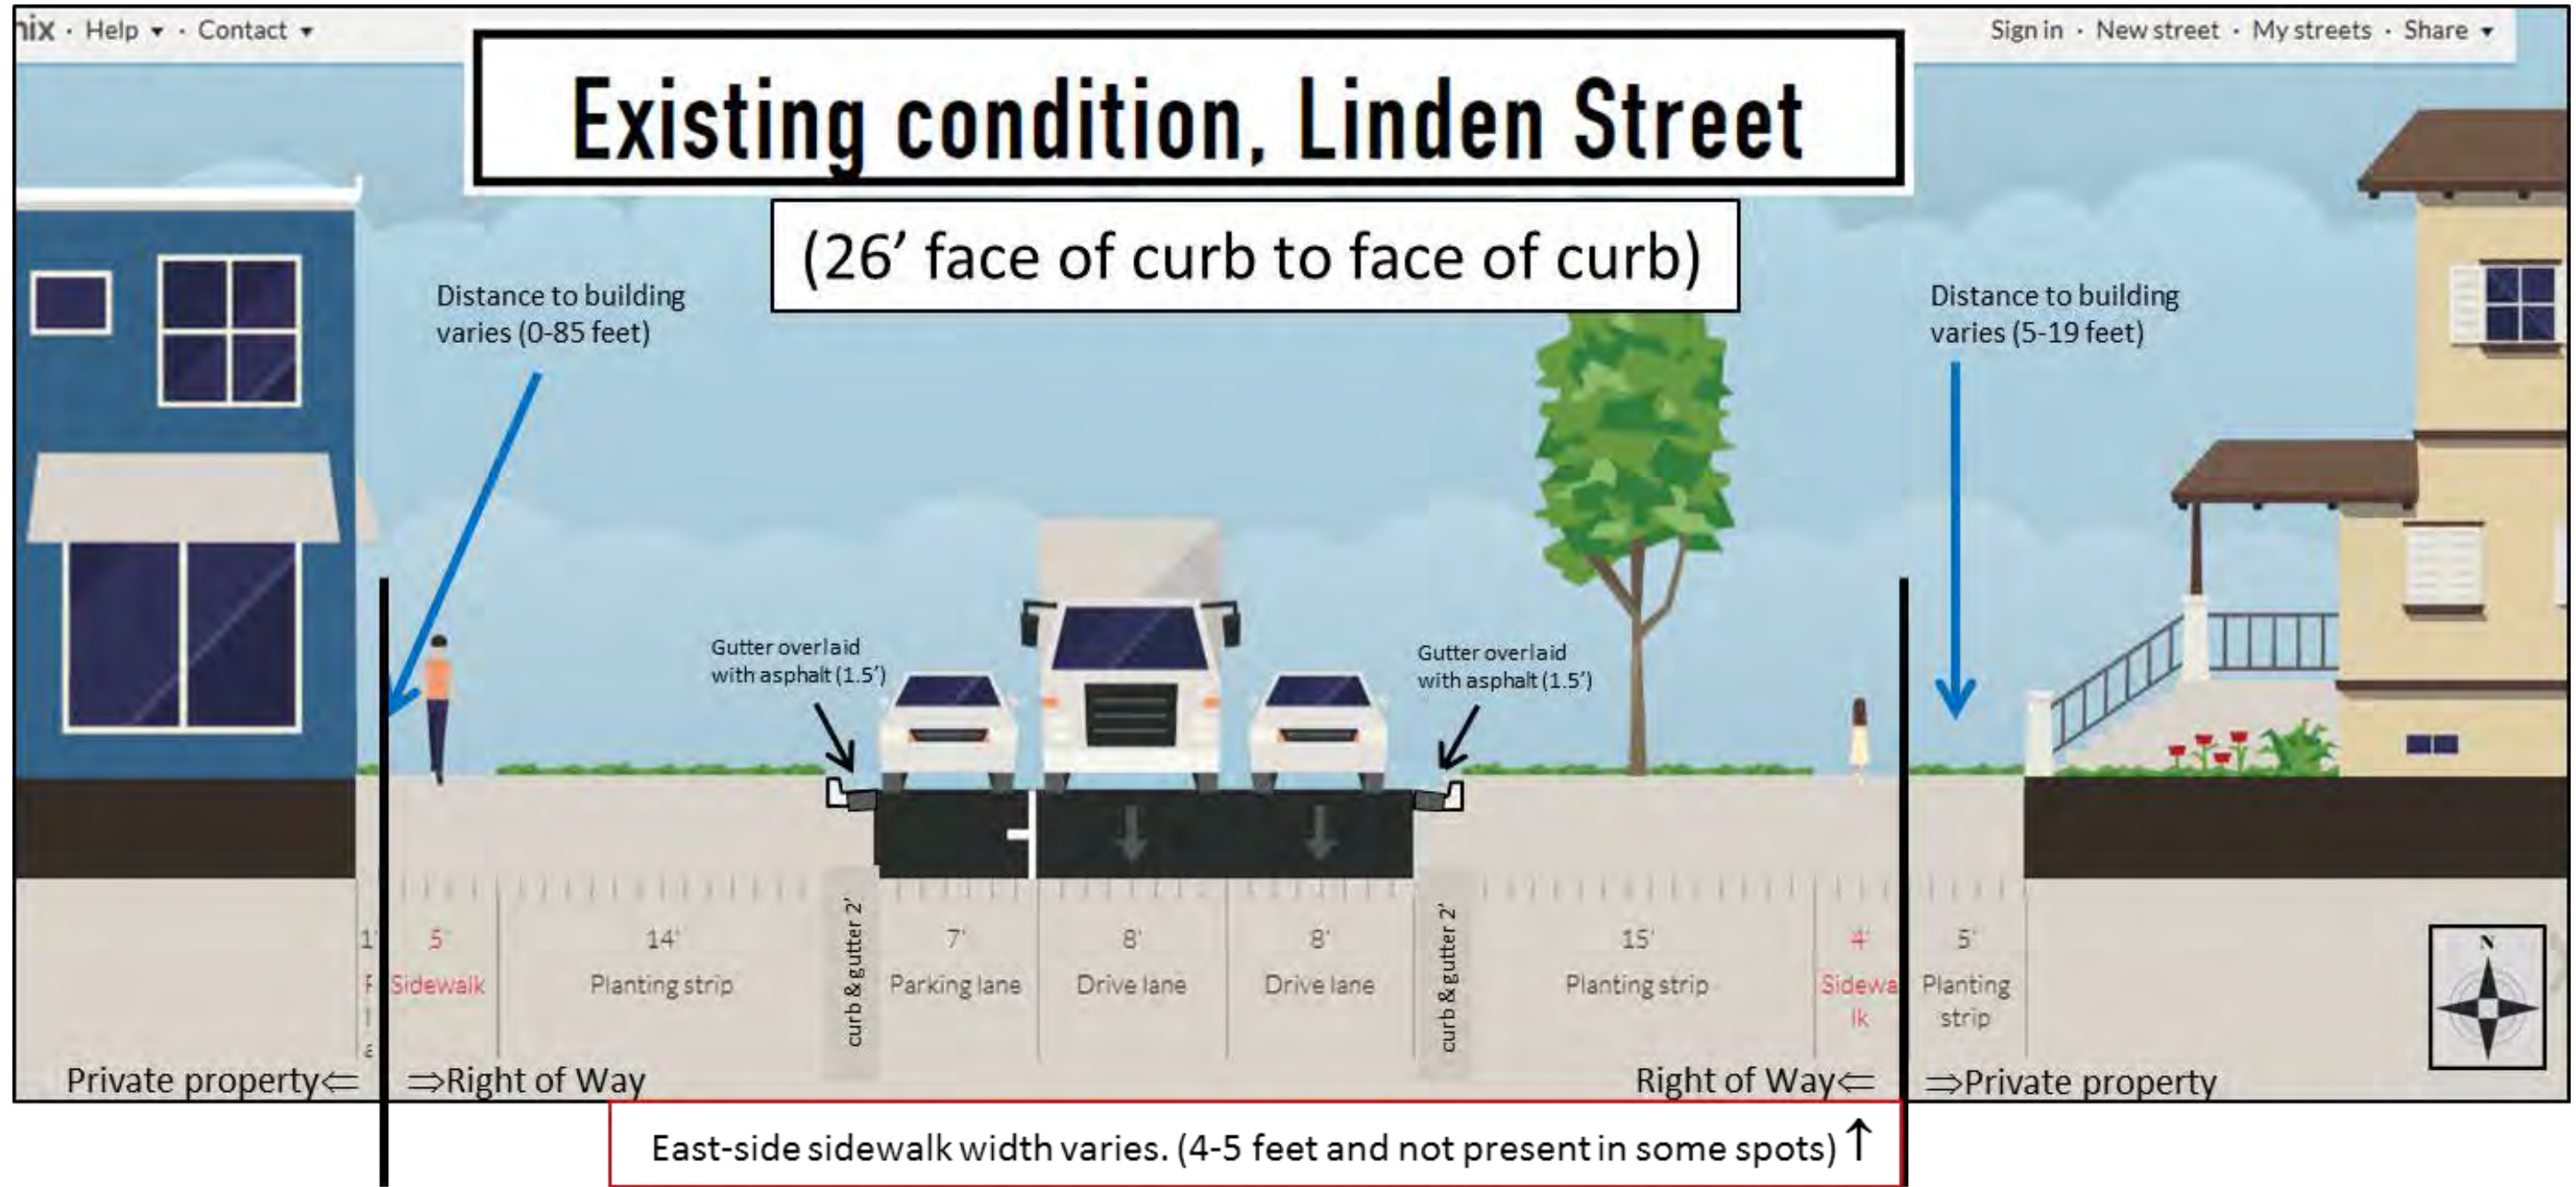 nix · Help ▾ · Contact ▾
Sign in · New street · My streets · Share ▾
Existing condition, Linden Street
(26’ face of curb to face of curb)
Distance to building
varies (0-85 feet)
Distance to building
varies (5-19 feet)
Gutter overlaid
with asphalt (1.5’)
Gutter overlaid
with asphalt (1.5’)
1'
5'
Sidewalk
14'
Planting strip
curb & gutter 2’
7'
Parking lane
8'
Drive lane
8'
Drive lane
curb & gutter 2’
15'
Planting strip
4'
Sidewa
lk
5'
Planting
strip
N
Private property⇐
⇒Right of Way
Right of Way⇐
⇒Private property
East-side sidewalk width varies. (4-5 feet and not present in some spots)↑